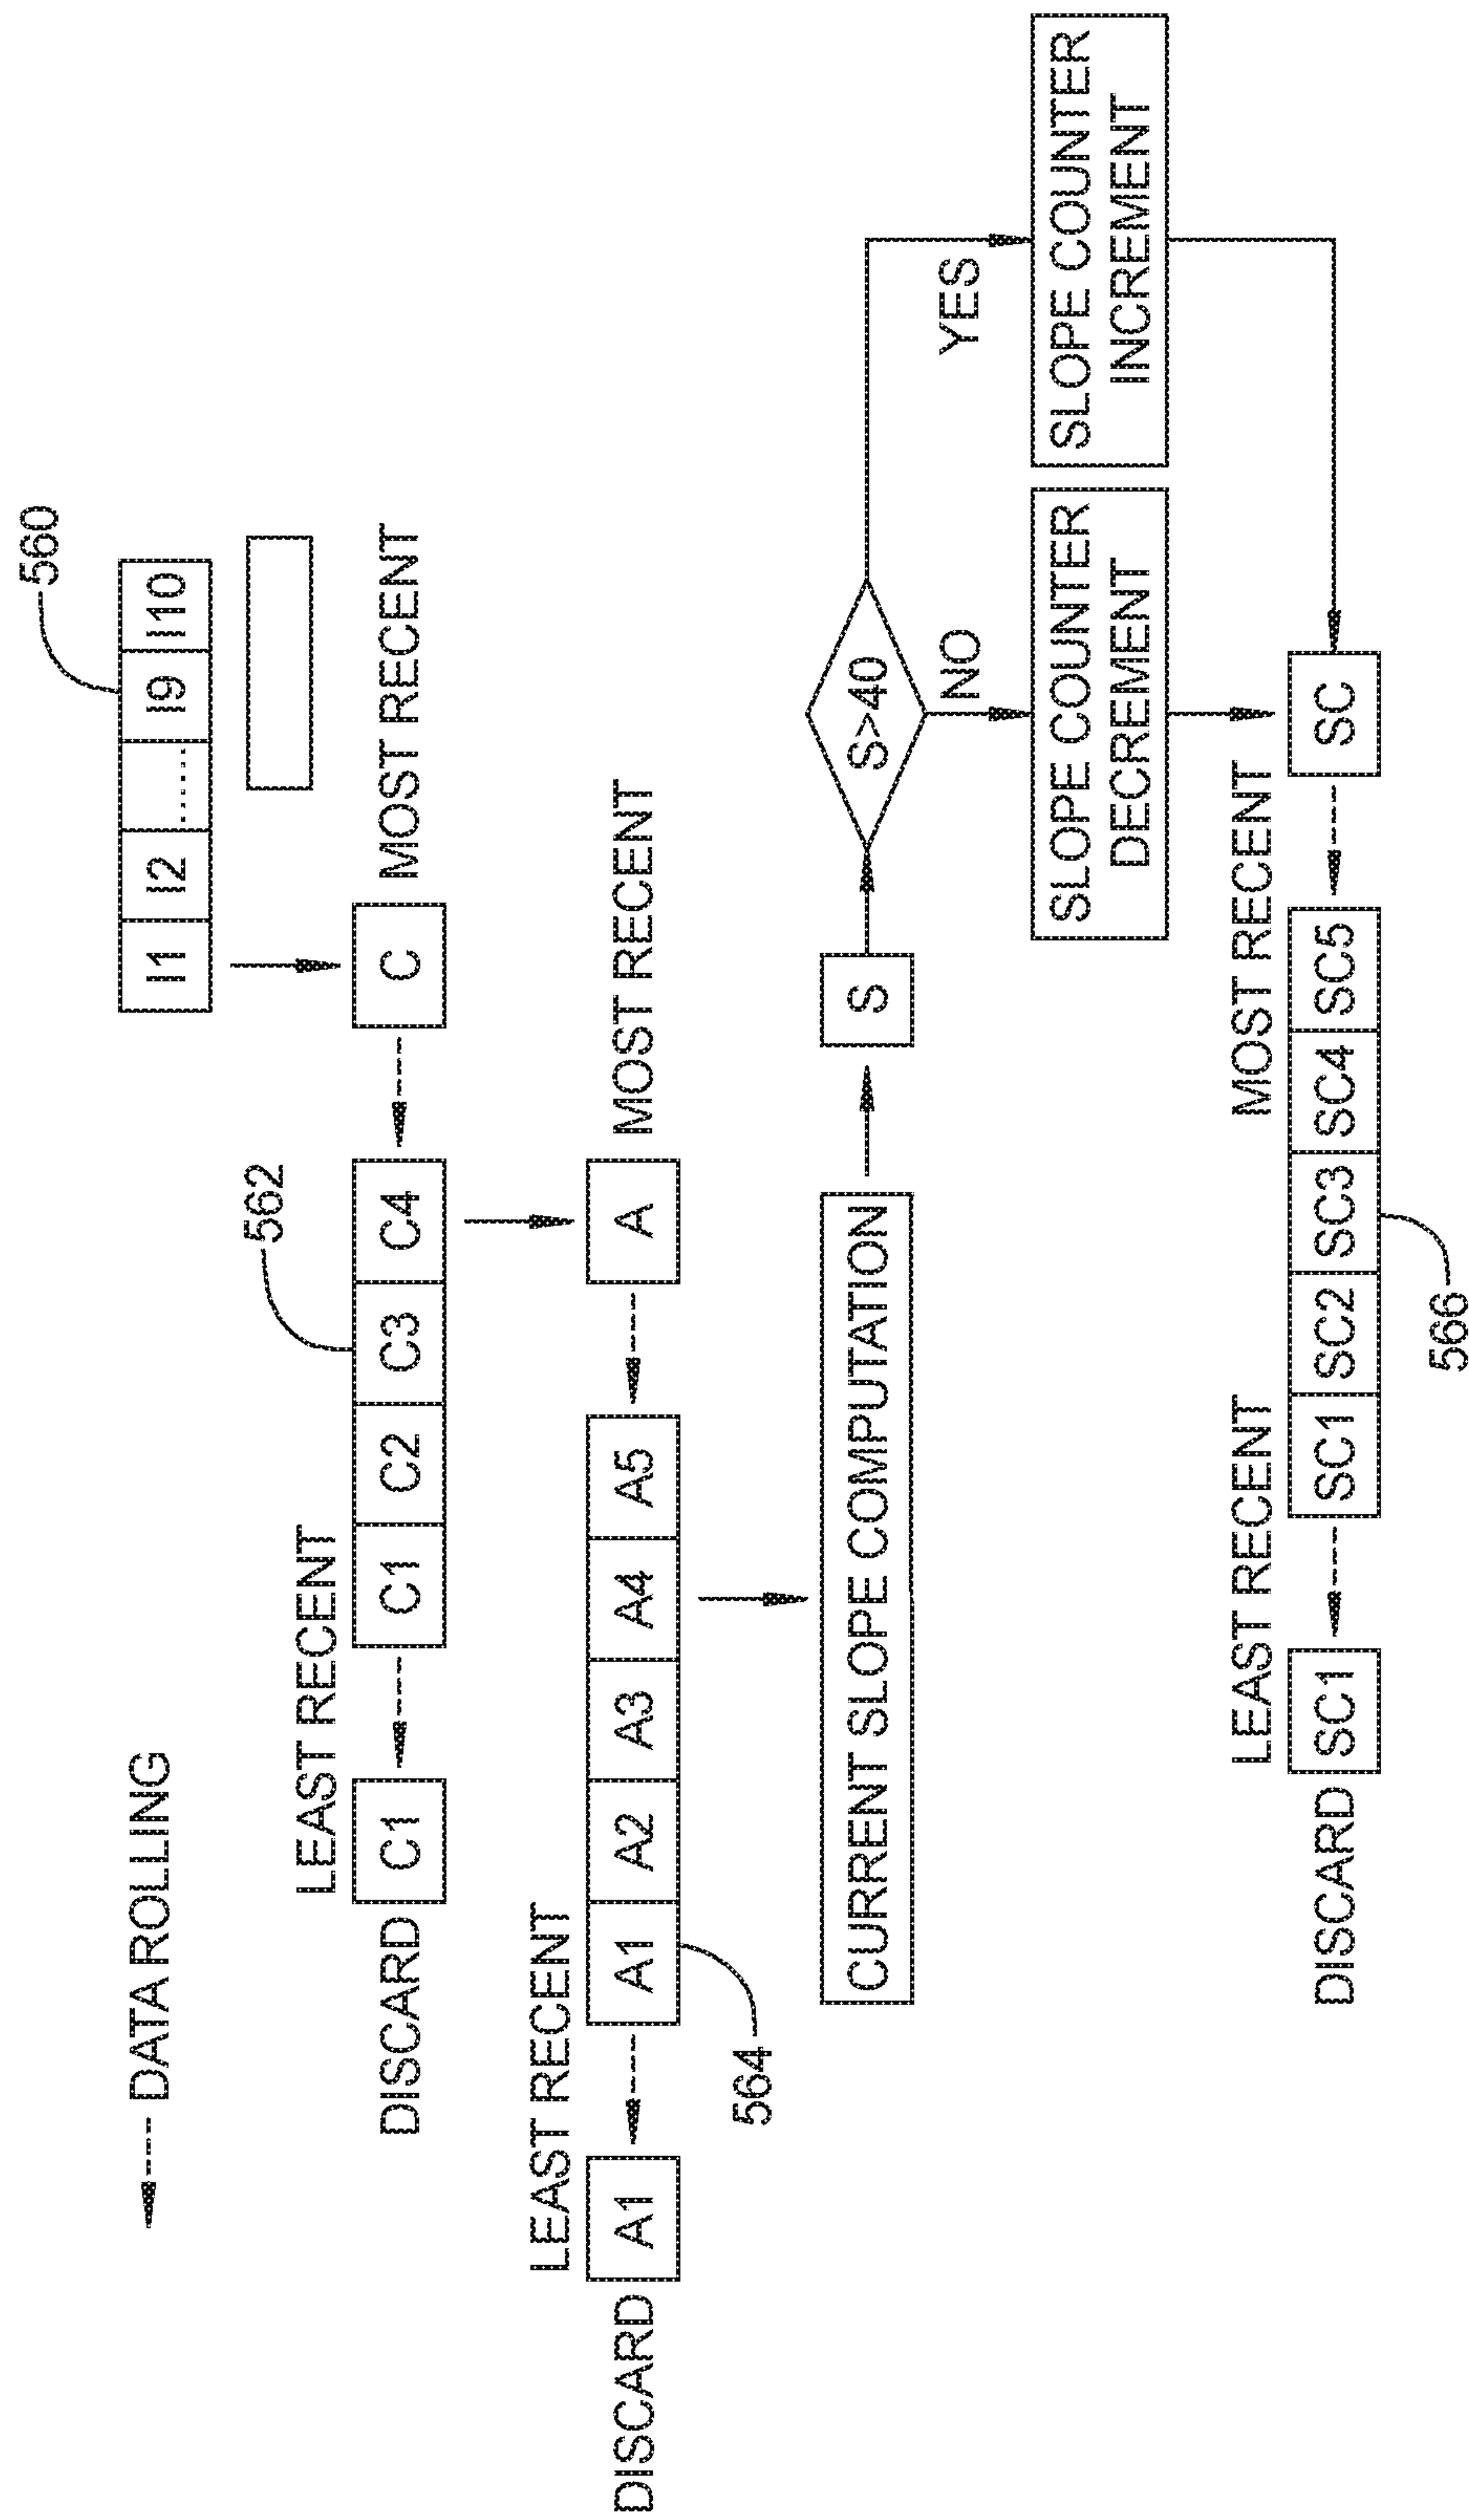 DATA ROLLING
560
I1 I2 ...... I9 I10
562
LEAST RECENT
DISCARD C1 C1 C2 C3 C4 C MOST RECENT
LEAST RECENT
DISCARD A1 A1 A2 A3 A4 A5 A MOST RECENT
564
CURRENT SLOPE COMPUTATION S S>40
NO
YES
SLOPE COUNTER
DECREMENT
SLOPE COUNTER
INCREMENT
LEAST RECENT MOST RECENT
DISCARD SC1 SC1 SC2 SC3 SC4 SC5 SC
566